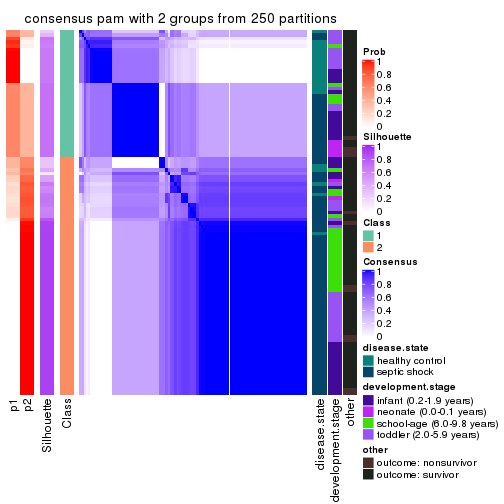 consensus pam with 2 groups from 250 partitions
Prob
1
0.8
0.6
0.4
0.2
0
Silhouette
1
0.8
0.6
0.4
0.2
0
Class
1
2
Consensus
1
0.8
0.6
0.4
0.2
0
disease.state
healthy control
septic shock
development.stage
infant (0.2-1.9 years)
neonate (0.0-0.1 years)
school-age (6.0-9.8 years)
toddler (2.0-5.9 years)
other
outcome: nonsurvivor
outcome: survivor
p1
p2
Silhouette
Class
disease.state
development.stage
other